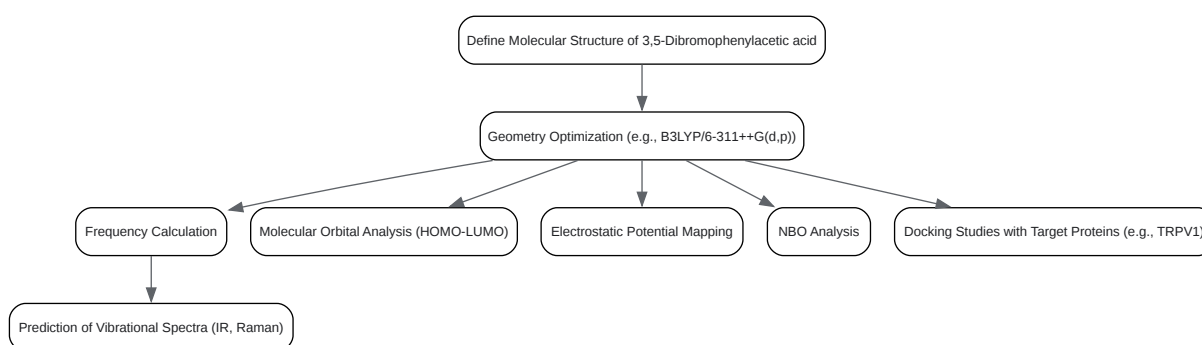 Define Molecular Structure of 3,5-Dibromophenylacetic acid
Geometry Optimization (e.g., B3LYP/6-311++G(d,p))
Frequency Calculation
Molecular Orbital Analysis (HOMO-LUMO)
Electrostatic Potential Mapping
NBO Analysis
Docking Studies with Target Proteins (e.g., TRPV1)
Prediction of Vibrational Spectra (IR, Raman)